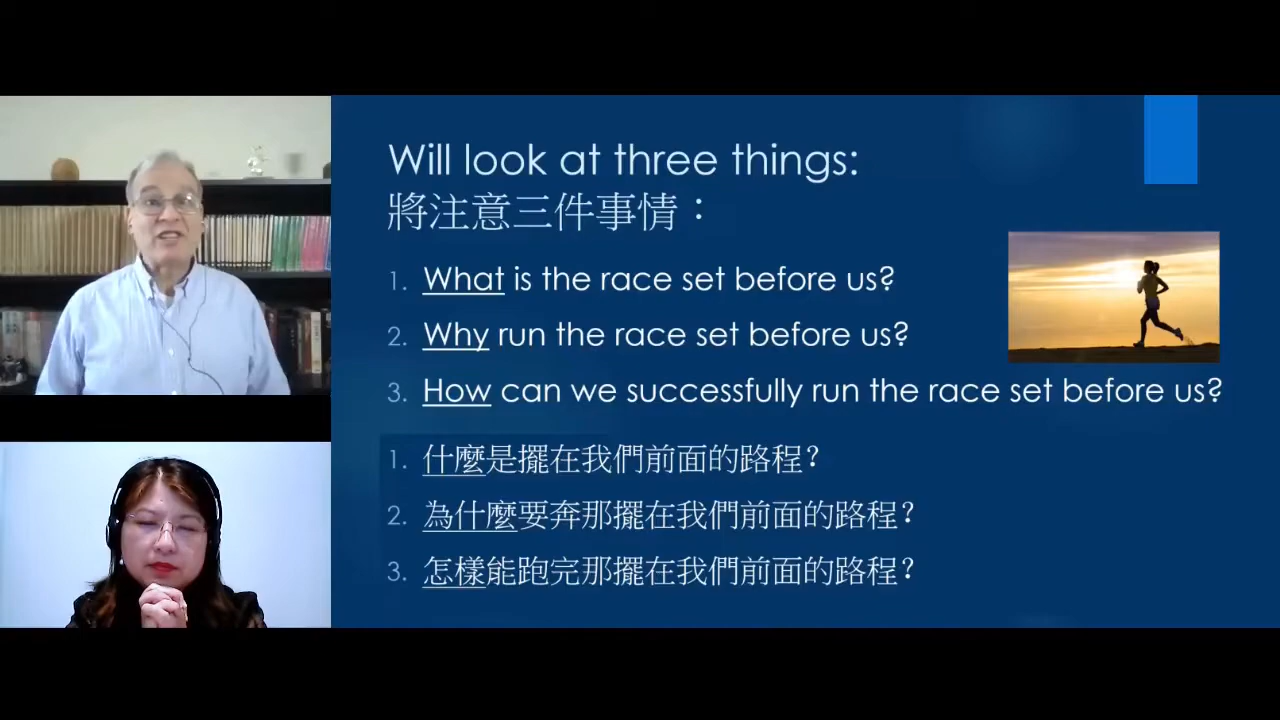 Will look at three things:
將注意三件事情：
1. What is the race set before us?
2. Why run the race set before us?
3. How can we successfully run the race set before us?
1. 什麼是擺在我們前面的路程?
2. 為什麼要奔那擺在我們前面的路程?
3. 怎樣能跑完那擺在我們前面的路程?